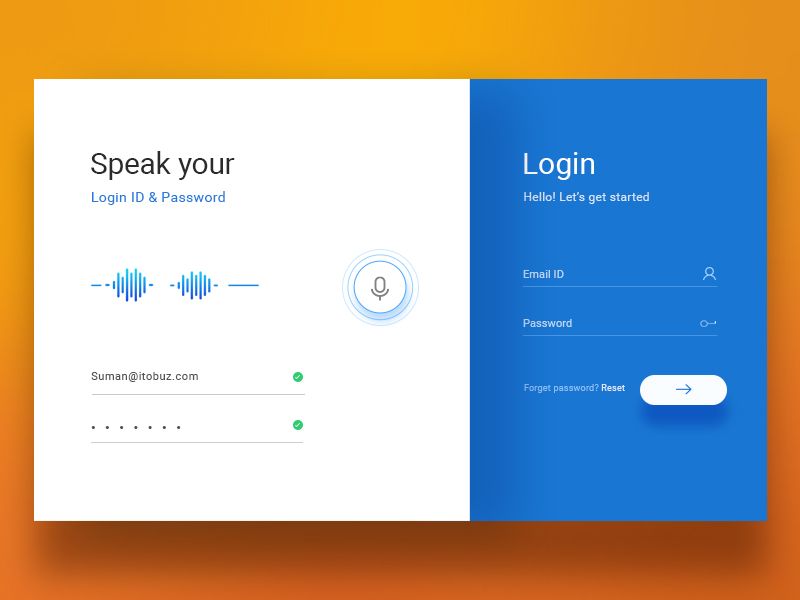 Speak your
Login ID & Password
Suman@itobuz.com
Login
Hello! Let's get started
Email ID
Password
Forget password? Reset